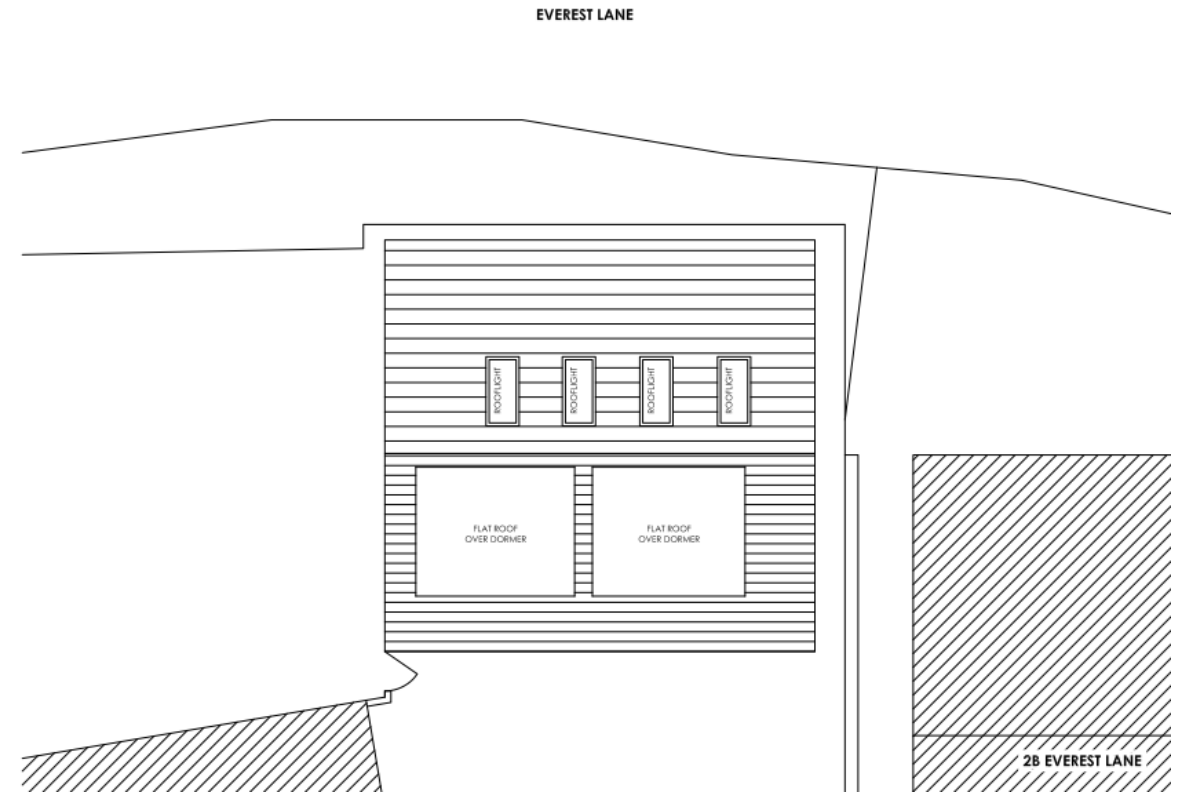 EVEREST LANE
ROOFLIGHT
ROOFLIGHT
ROOFLIGHT
ROOFLIGHT
FLAT ROOF
OVER DORMER
FLAT ROOF
OVER DORMER
2B EVEREST LANE